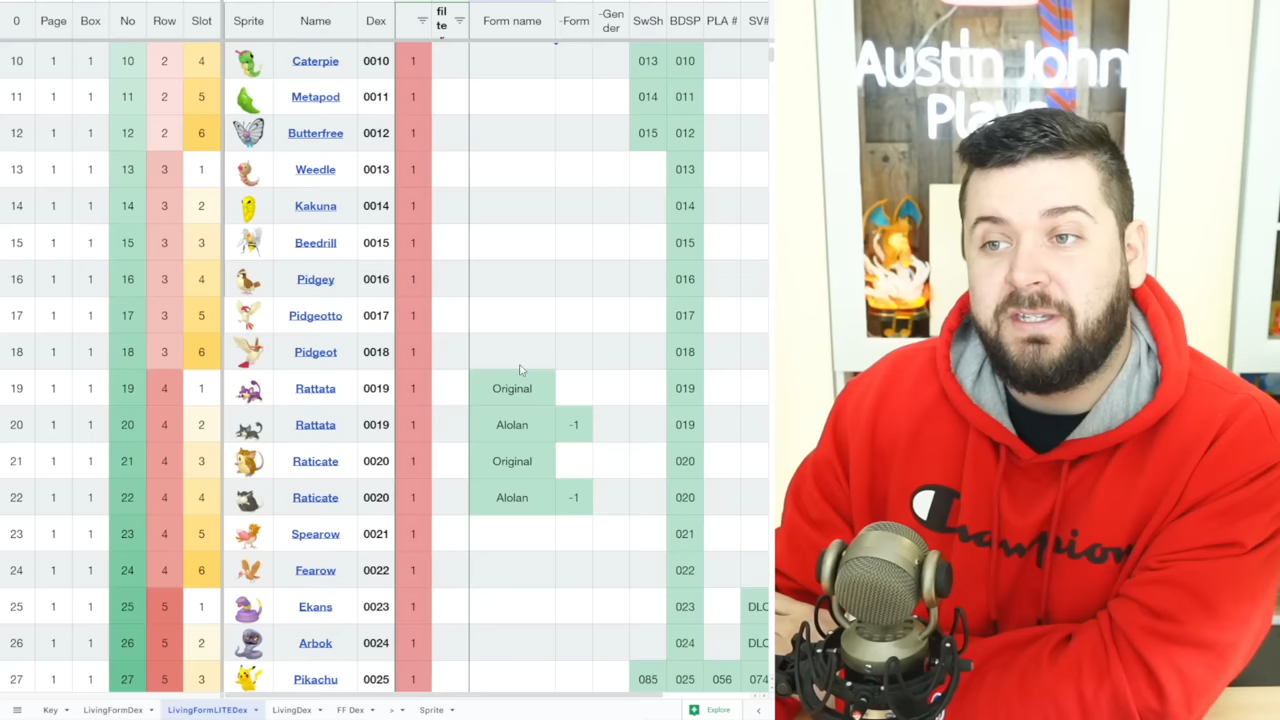 0 Page Box No Row Slot Sprite Name Dex filte Form name -Form -Gender SwSh BDSP PLA # SV#
10 1 1 10 2 4 Caterpie 0010 1 013 010
11 1 1 11 2 5 Metapod 0011 1 014 011
12 1 1 12 2 6 Butterfree 0012 1 015 012
13 1 1 13 3 1 Weedle 0013 1 013
14 1 1 14 3 2 Kakuna 0014 1 014
15 1 1 15 3 3 Beedrill 0015 1 015
16 1 1 16 3 4 Pidgey 0016 1 016
17 1 1 17 3 5 Pidgeotto 0017 1 017
18 1 1 18 3 6 Pidgeot 0018 1 018
19 1 1 19 4 1 Rattata 0019 1 Original 019
20 1 1 20 4 2 Rattata 0019 1 Alolan -1 019
21 1 1 21 4 3 Raticate 0020 1 Original 020
22 1 1 22 4 4 Raticate 0020 1 Alolan -1 020
23 1 1 23 4 5 Spearow 0021 1 021
24 1 1 24 4 6 Fearow 0022 1 022
25 1 1 25 5 1 Ekans 0023 1 023 DLC
26 1 1 26 5 2 Arbok 0024 1 024 DLC
27 1 1 27 5 3 Pikachu 0025 1 085 025 056 074
Key LivingFormDex LivingFormLITEDex LivingDex FF Dex > Sprite Explore
Austin John
Plays
Champion